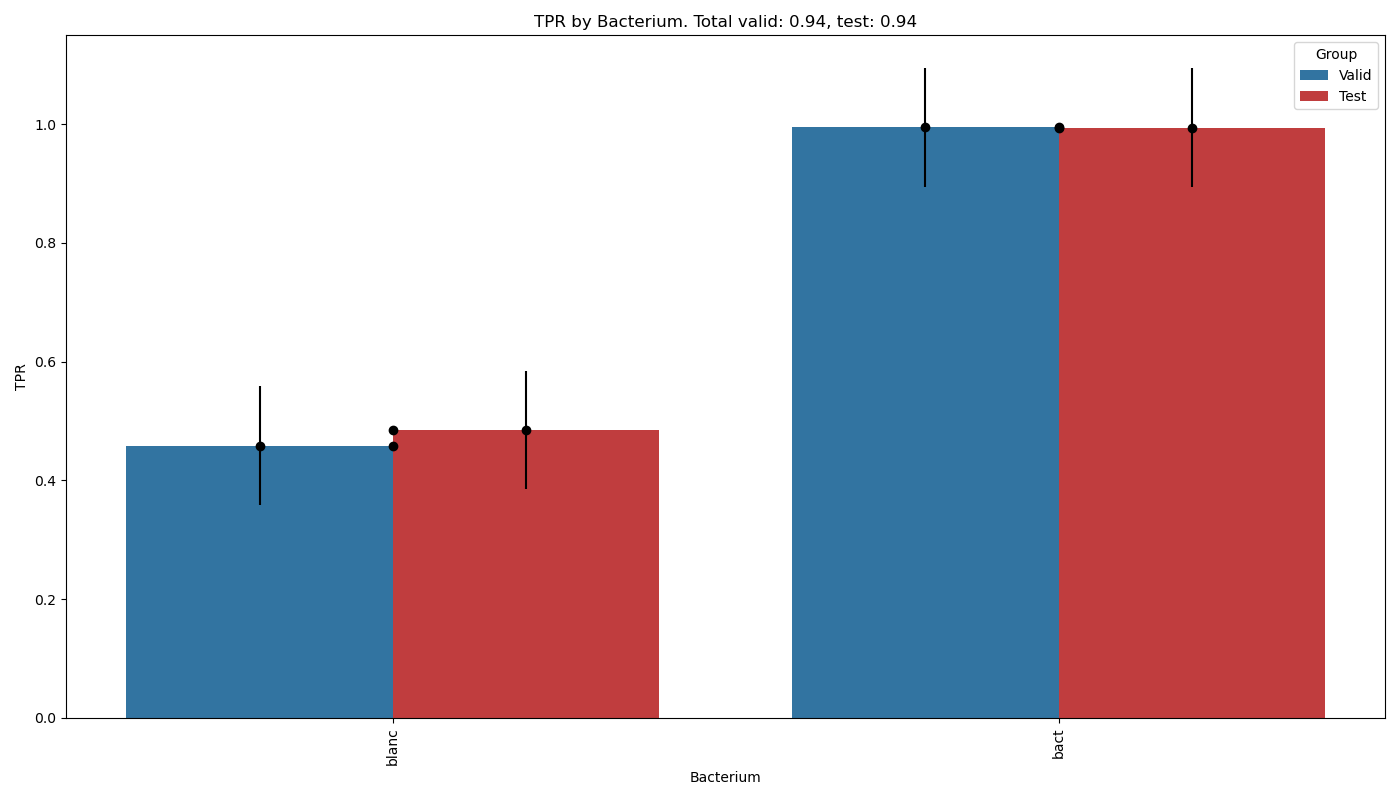 TPR by Bacterium. Total valid: 0.94, test: 0.94
Group
Valid
Test
1.0
0.8
0.6
0.4
0.2
0.0
TPR
blanc
bact
Bacterium